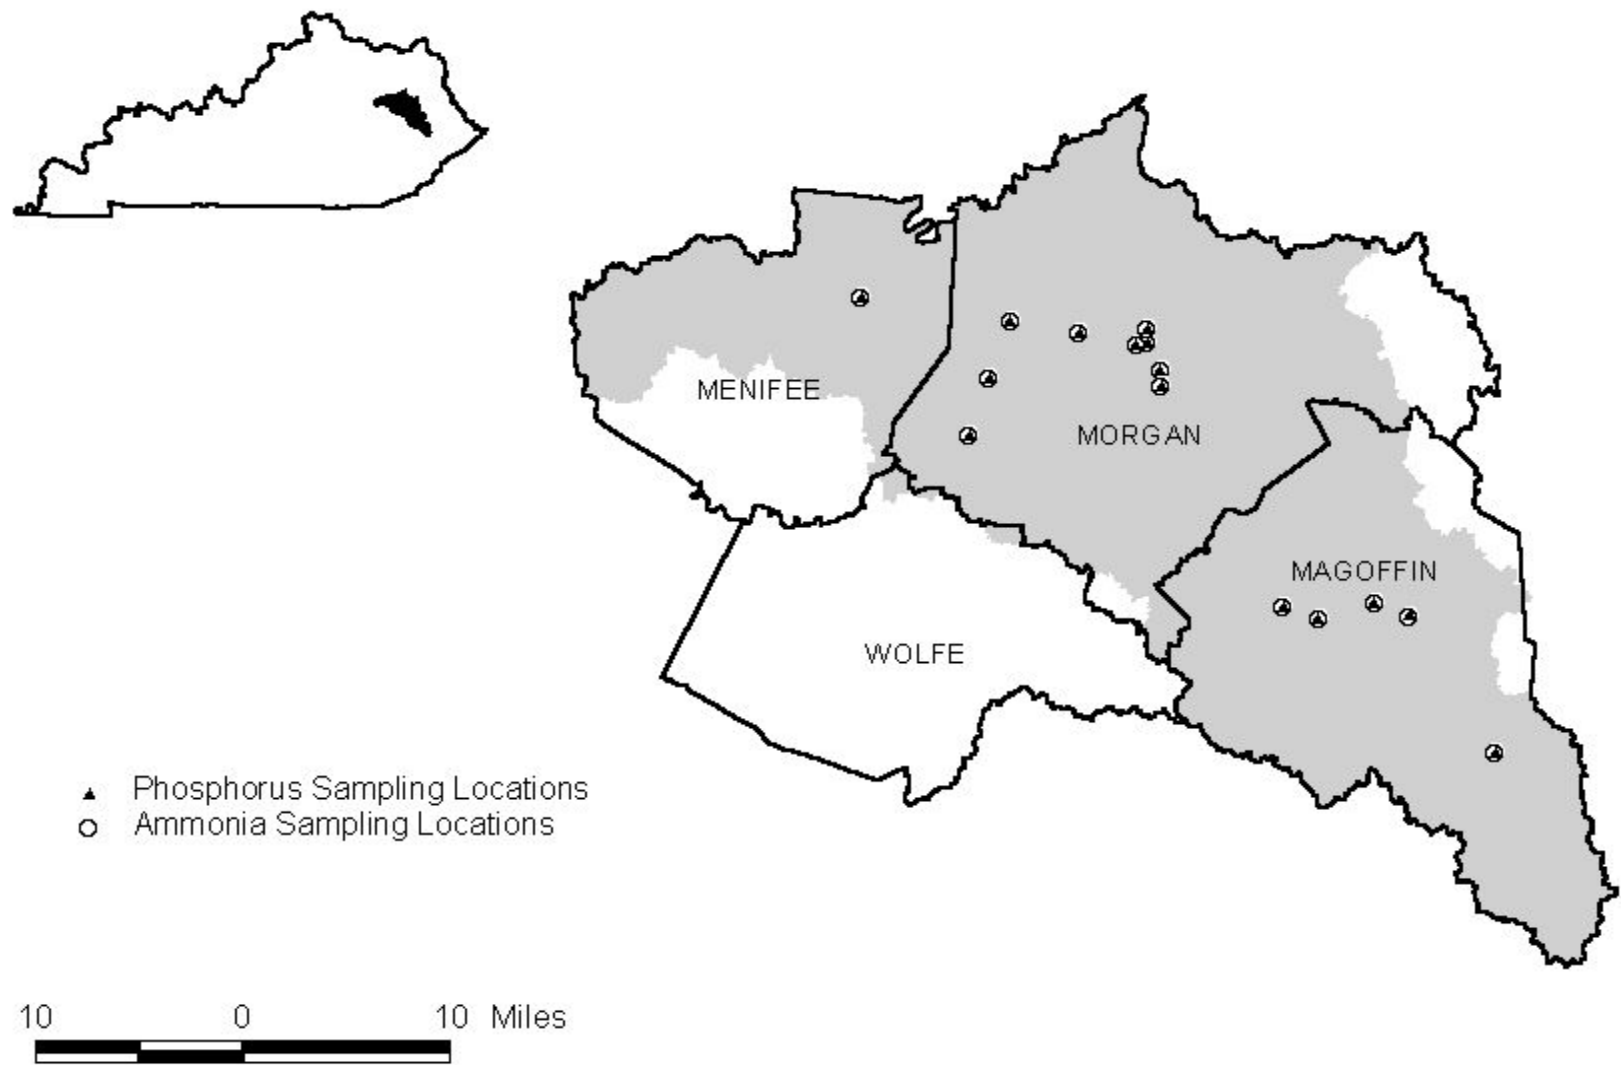 MENIFEE
MORGAN
MAGOFFIN
WOLFE
Phosphorus Sampling Locations
Ammonia Sampling Locations
10 0 10 Miles